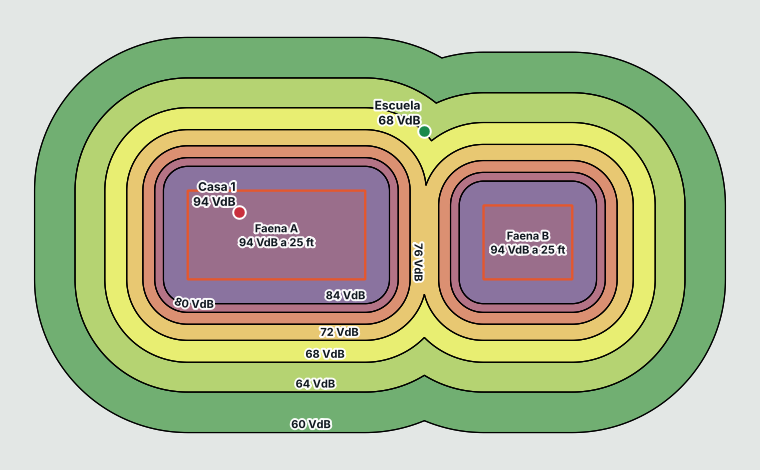 Escuela
68 VdB
Casa 1
94 VdB
Faena A
94 VdB a 25 ft
Faena B
94 VdB a 25 ft
76 VdB
84 VdB
80 VdB
72 VdB
68 VdB
64 VdB
60 VdB